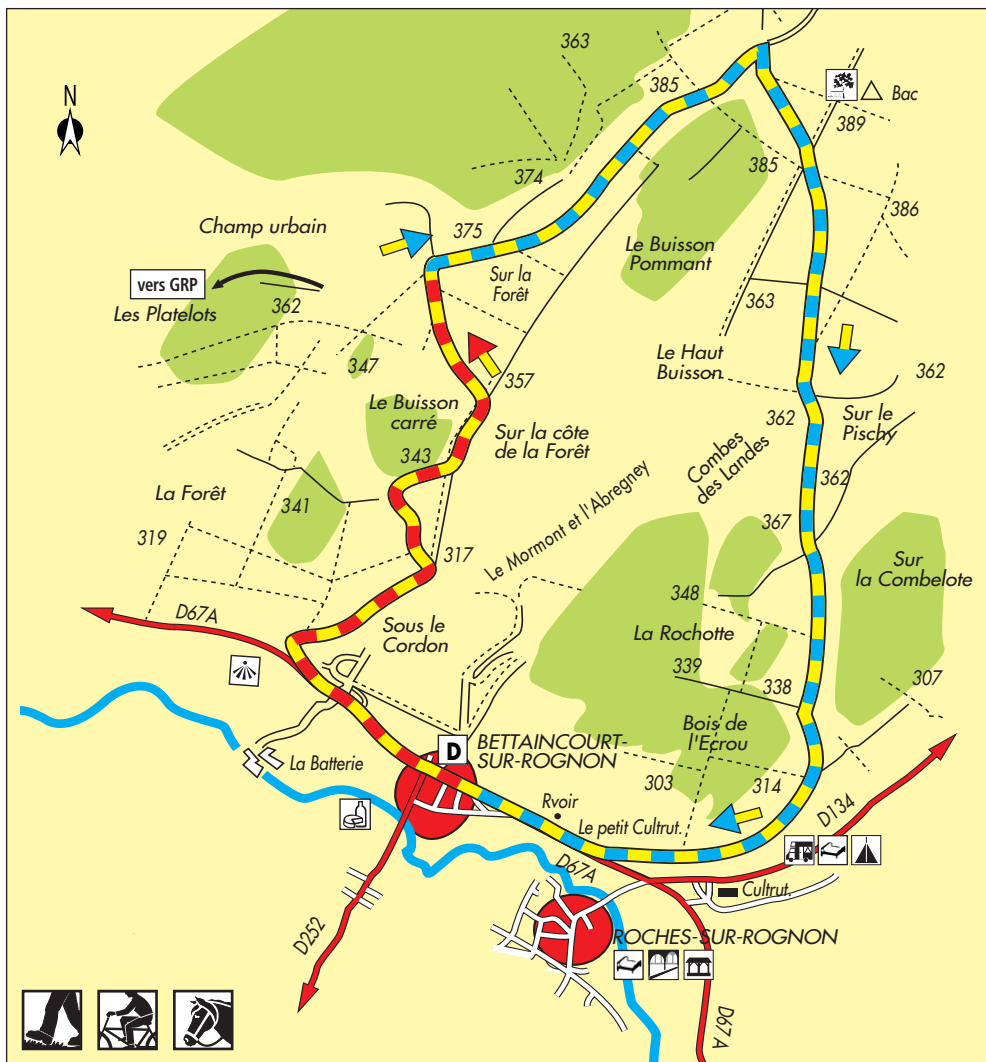 363
385
Bac
389
N
374
385
386
Champ urbain
375
Le Buisson
Pommant
Sur la
Forêt
vers GRP
Les Platelots
362
363
347
357
Le Haut
Buisson
362
Le Buisson
carré
362
Sur le
Pischy
Sur la côte
de la Forêt
Combes
des Landes
343
362
La Forêt
341
319
317
Le Mormont et l'Abregney
367
Sur
la Combelote
348
D67A
Sous le
Cordon
La Rochotte
339
338
307
Bois de
l'Ecrou
D
BETTAINCOURT-
SUR-ROGNON
La Batterie
303
314
Rvoir
Le petit Cultrut.
D134
D67A
Cultrut.
D252
ROCHES-SUR-ROGNON
D67A